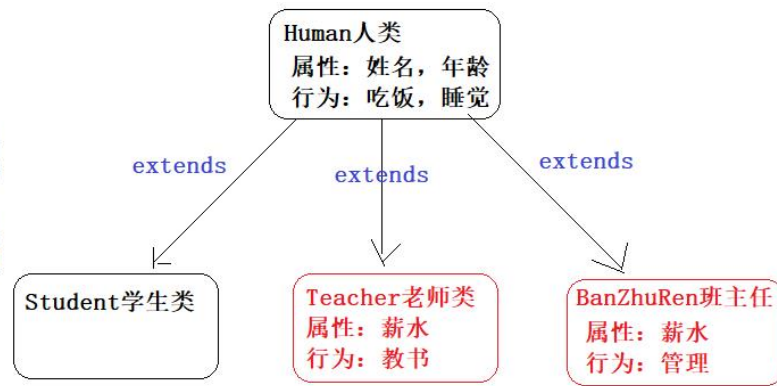 Human人类
属性：姓名，年龄
行为：吃饭，睡觉
extends
extends
extends
Student学生类
Teacher老师类
属性：薪水
行为：教书
BanZhuRen班主任
属性：薪水
行为：管理